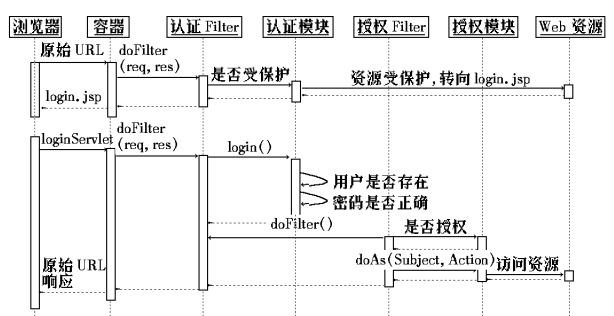 浏览器 容器 认证 Filter 认证模块 授权 Filter 授权模块 Web 资源
原始 URL
doFilter
(req, res)
是否受保护
资源受保护,转向 login.jsp
login.jsp
loginServlet
doFilter
(req, res)
login()
用户是否存在
密码是否正确
doFilter()
是否授权
doAs(Subject, Action)
访问资源
原始 URL
响应